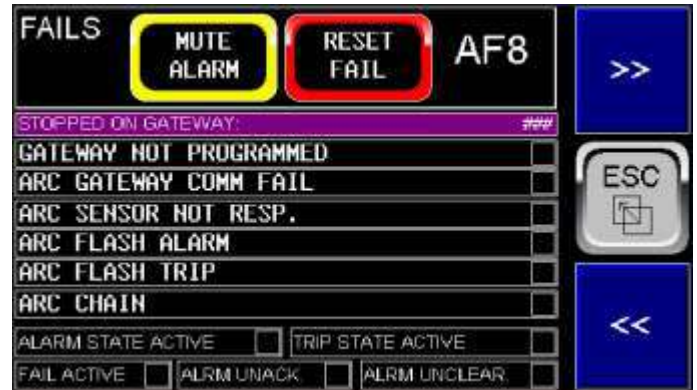 FAILS
MUTE
ALARM
RESET
FAIL
AF8
>>
STOPPED ON GATEWAY: ###
GATEWAY NOT PROGRAMMED
ARC GATEWAY COMM FAIL
ESC
ARC SENSOR NOT RESP.
ARC FLASH ALARM
ARC FLASH TRIP
ARC CHAIN
<<
ALARM STATE ACTIVE
TRIP STATE ACTIVE
FAIL ACTIVE
ALRM UNACK
ALRM UNCLEAR